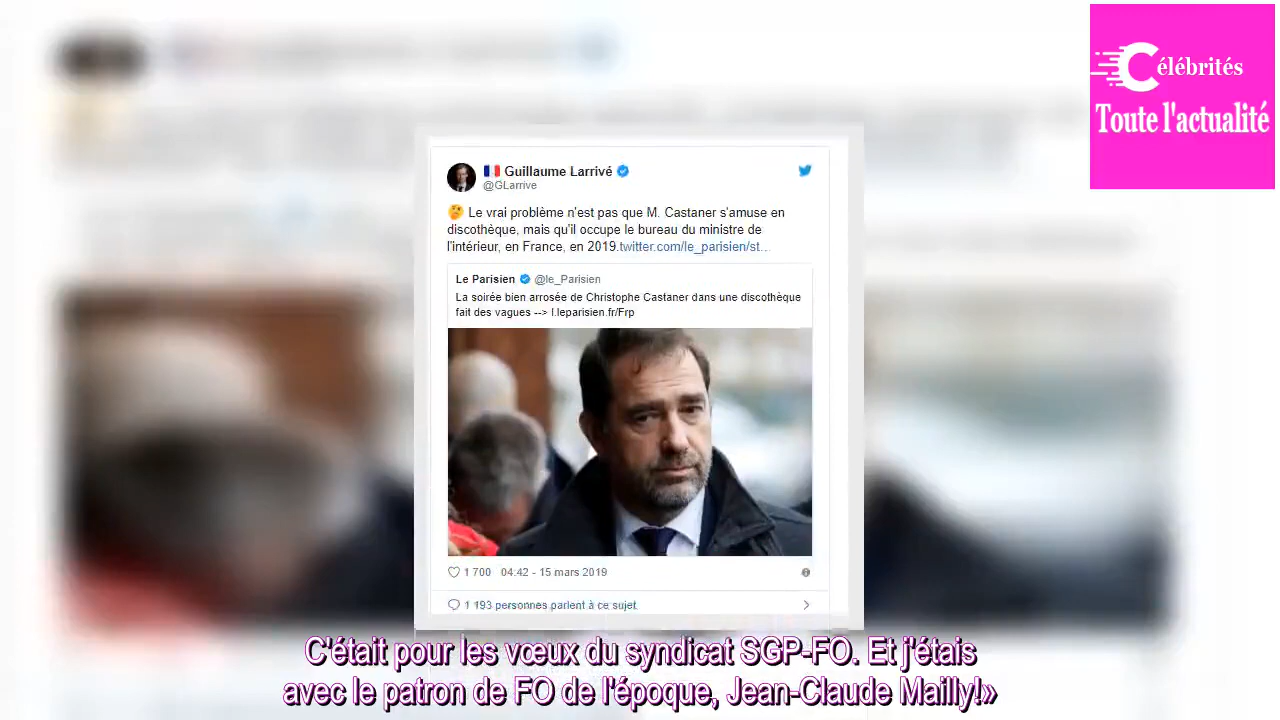 Célébrités
Toute l'actualité
Guillaume Larrivé
@GLarrive
🤔 Le vrai problème n'est pas que M. Castaner s'amuse en
discothèque, mais qu'il occupe le bureau du ministre de
l'intérieur, en France, en 2019.twitter.com/le_parisien/st…
Le Parisien @le_Parisien
La soirée bien arrosée de Christophe Castaner dans une discothèque
fait des vagues --> l.leparisien.fr/Frp
1 700 04:42 - 15 mars 2019
1 193 personnes parlent à ce sujet
C'était pour les vœux du syndicat SGP-FO. Et j'étais
avec le patron de FO de l'époque, Jean-Claude Mailly!»